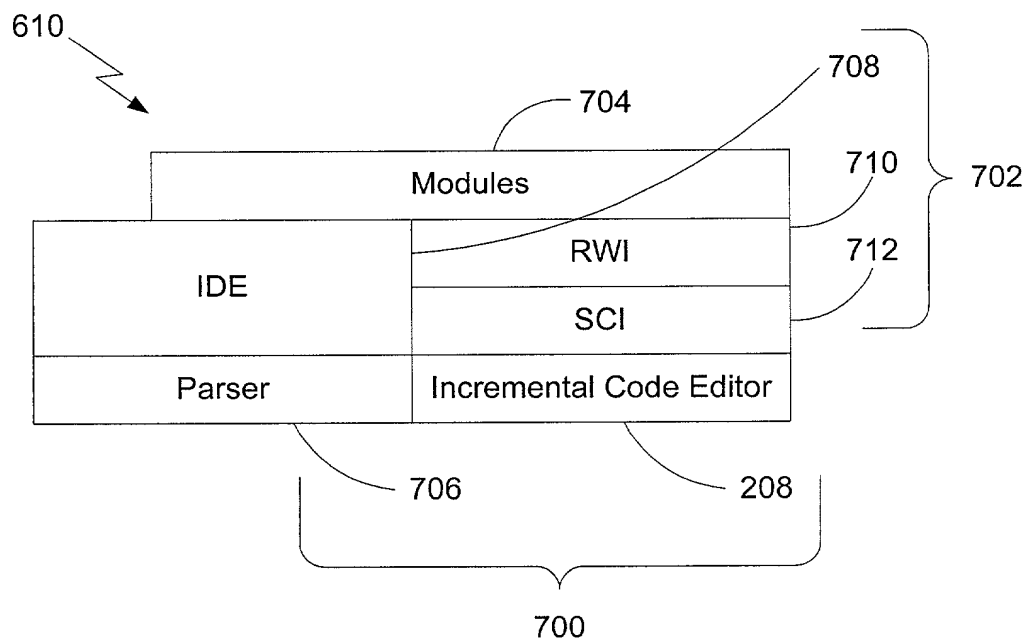 610
708
704
Modules
710
702
RWI
712
IDE
SCI
Parser
Incremental Code Editor
706
208
700